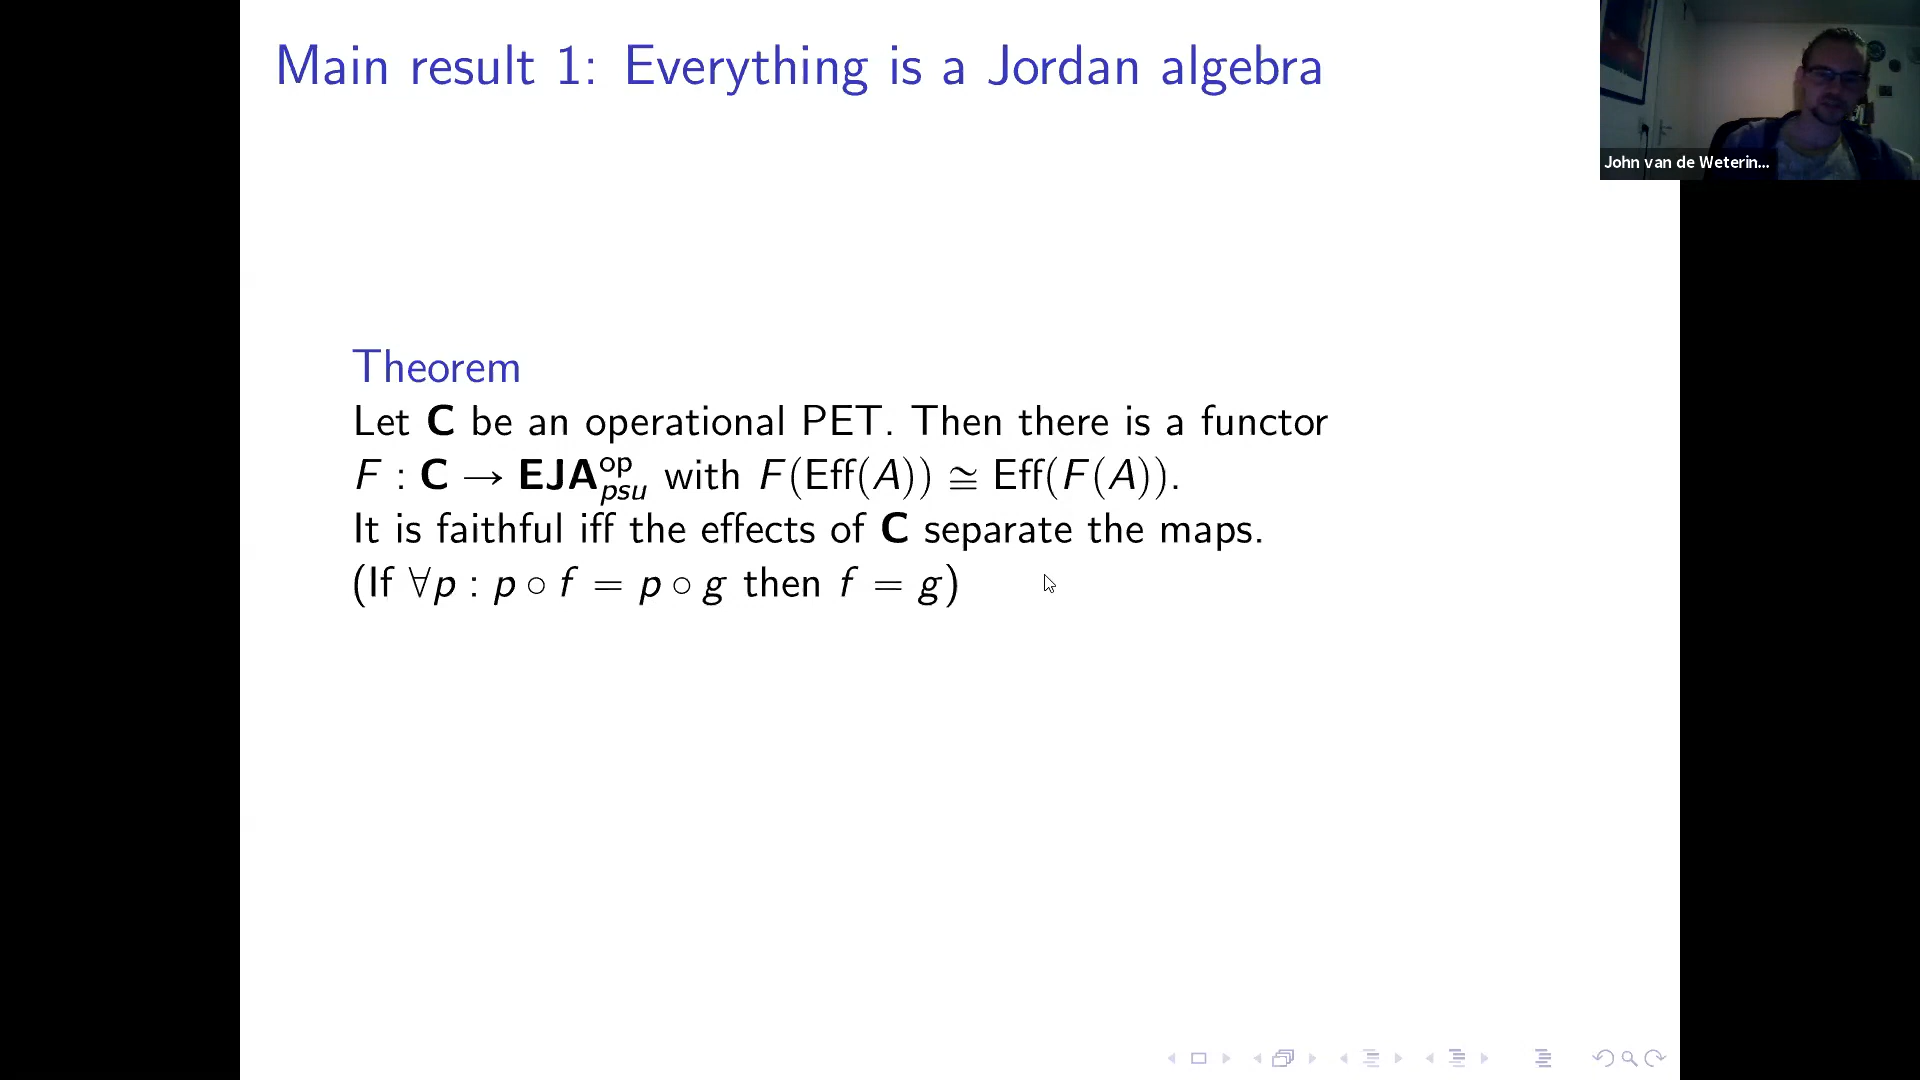 Main result 1: Everything is a Jordan algebra
John van de Weterin...
Theorem
Let C be an operational PET. Then there is a functor
F : C → EJA^op_psu with F(Eff(A)) ≅ Eff(F(A)).
It is faithful iff the effects of C separate the maps.
(If ∀p : p ∘ f = p ∘ g then f = g)